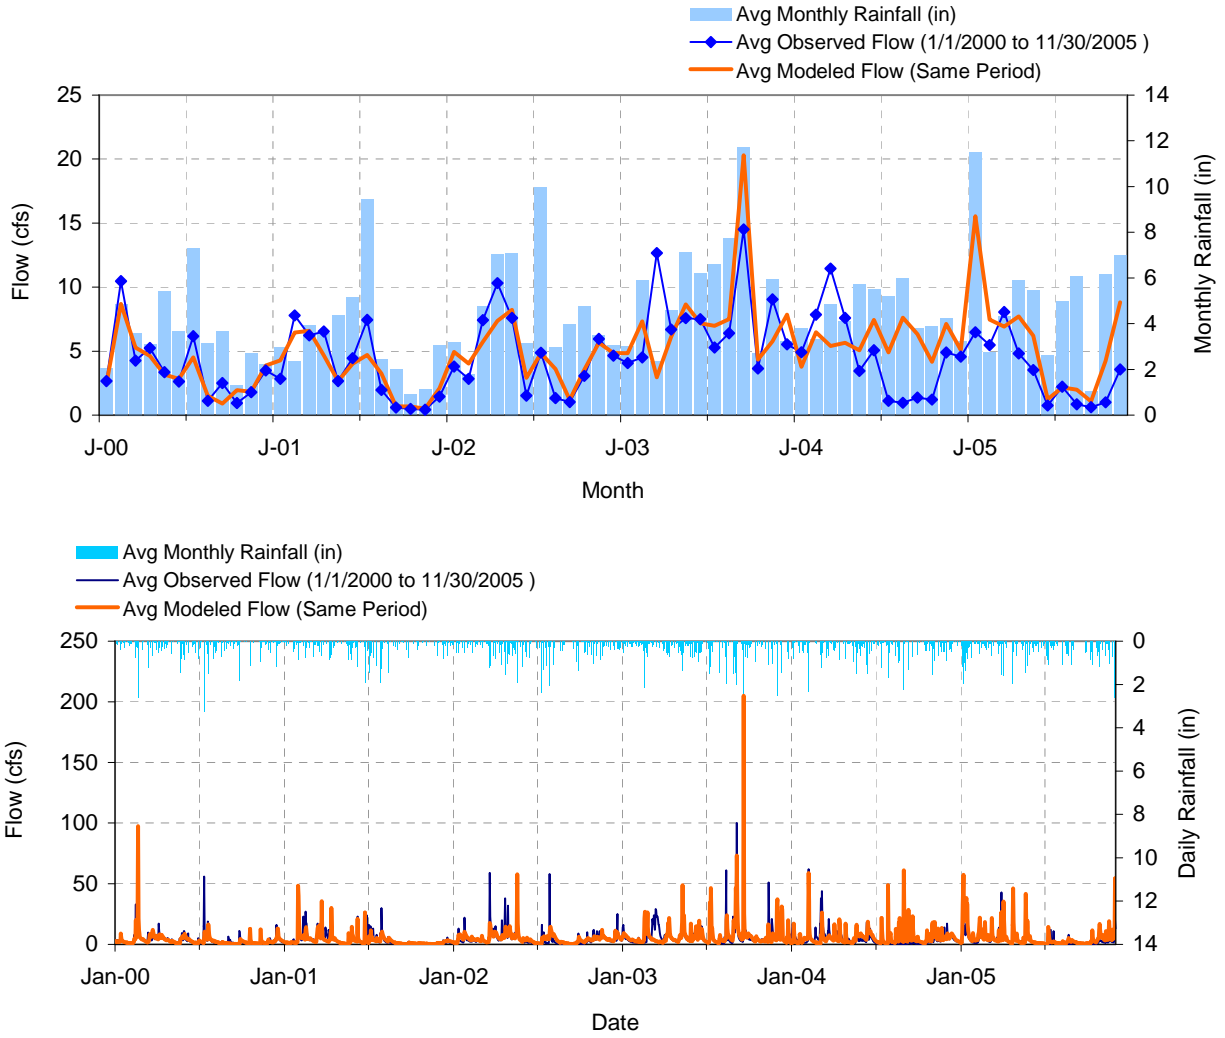 Avg Monthly Rainfall (in)
Avg Observed Flow (1/1/2000 to 11/30/2005 )
Avg Modeled Flow (Same Period)
25
20
15
10
5
0
Flow (cfs)
14
12
10
8
6
4
2
0
Monthly Rainfall (in)
J-00 J-01 J-02 J-03 J-04 J-05
Month
Avg Monthly Rainfall (in)
Avg Observed Flow (1/1/2000 to 11/30/2005 )
Avg Modeled Flow (Same Period)
250
200
150
100
50
0
Flow (cfs)
0
2
4
6
8
10
12
14
Daily Rainfall (in)
Jan-00 Jan-01 Jan-02 Jan-03 Jan-04 Jan-05
Date